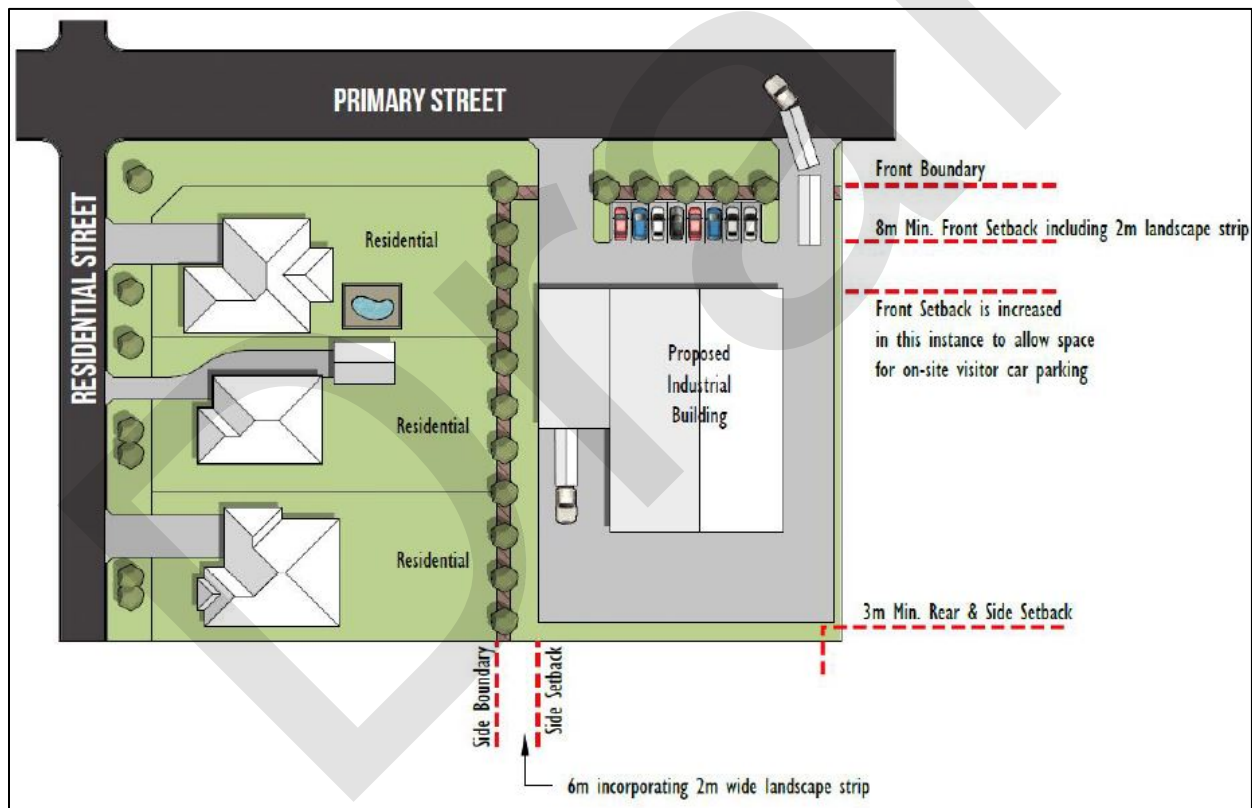 PRIMARY STREET
RESIDENTIAL STREET
Front Boundary
8m Min. Front Setback including 2m landscape strip
Residential
Front Setback is increased
in this instance to allow space
for on-site visitor car parking
Proposed
Industrial
Building
Residential
Residential
3m Min. Rear & Side Setback
Side Boundary
Side Setback
6m incorporating 2m wide landscape strip
Draft